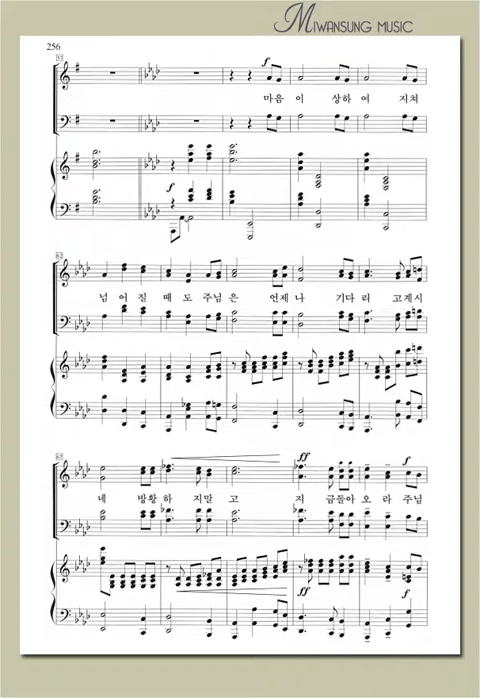 MIWANSUNG MUSIC
256
마음 이 상하 여 지쳐
넘 어 질 때 도 주님 은 언제 나 기다 리 고계시
네 방황 하 지말 고 지 금돌아 오 라 주님